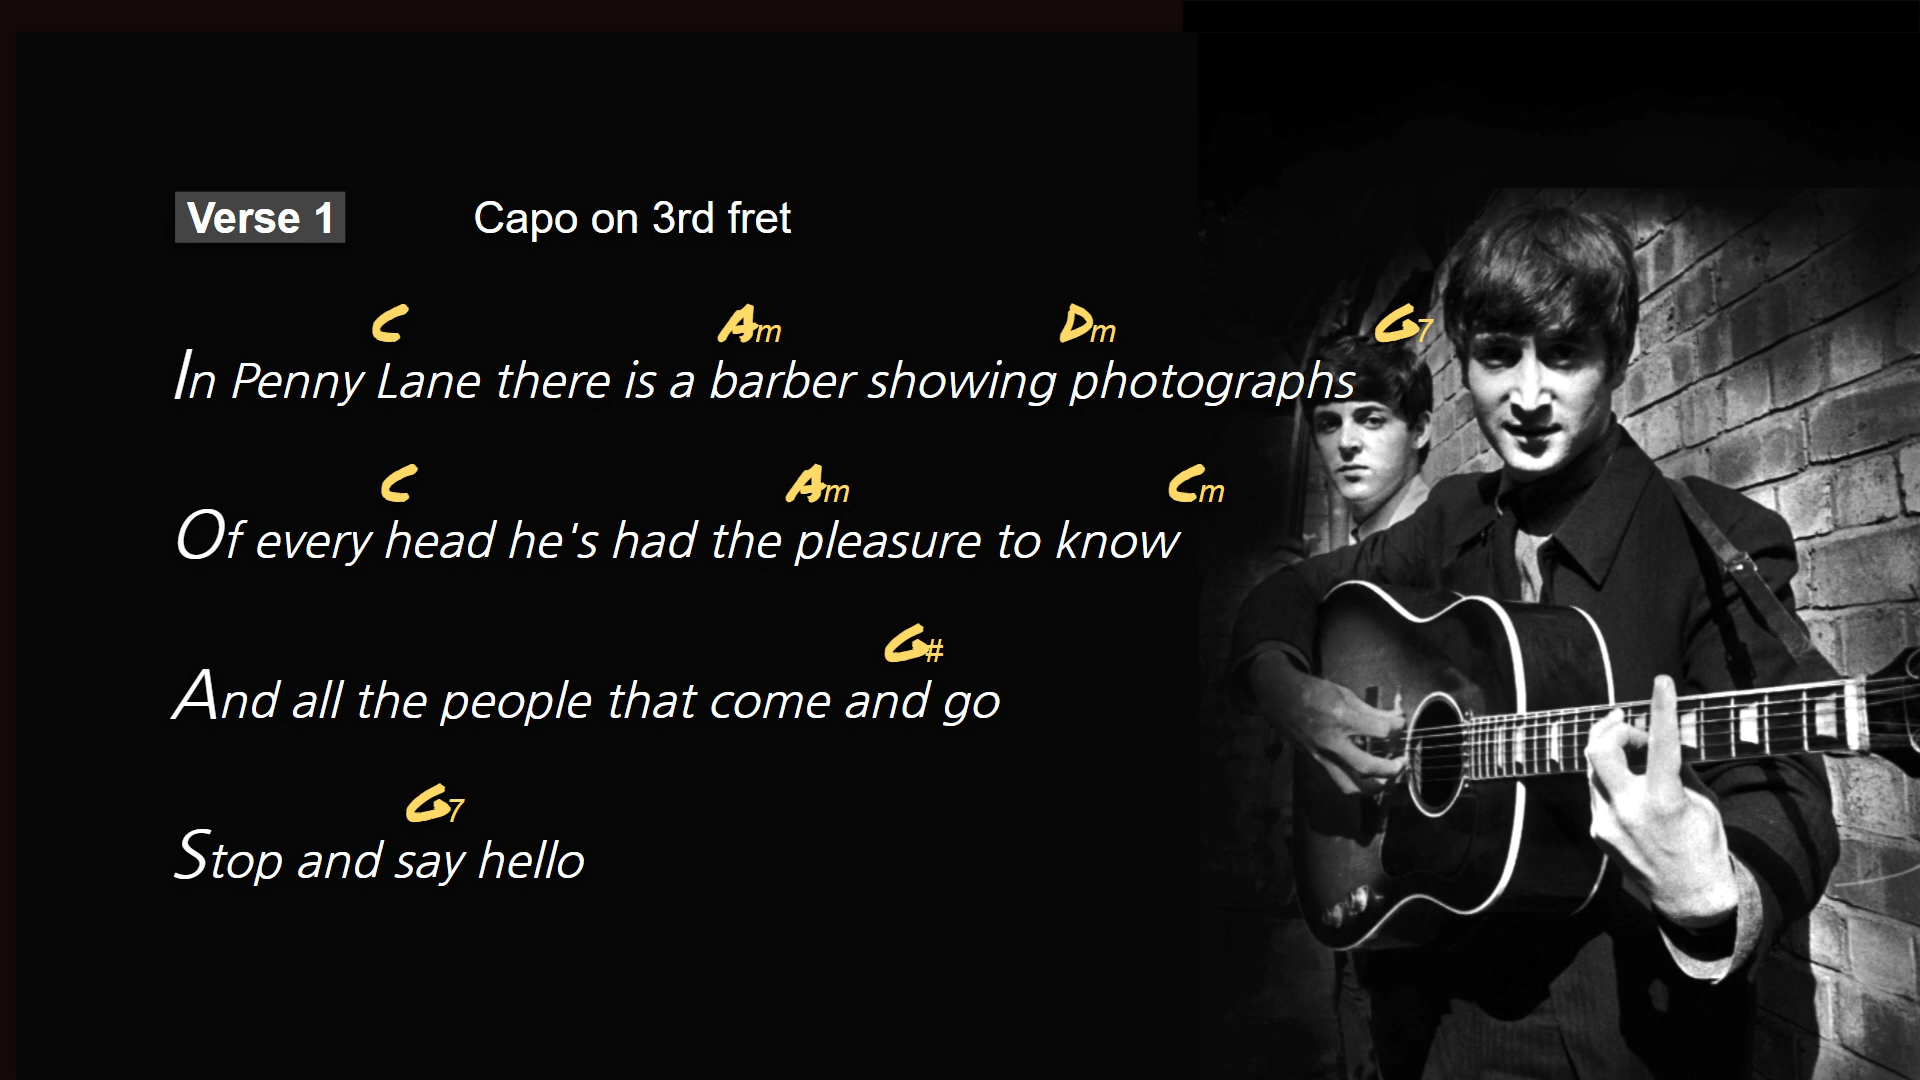 Verse 1 Capo on 3rd fret
C Am Dm G7
In Penny Lane there is a barber showing photographs
C Am Cm
Of every head he's had the pleasure to know
G#
And all the people that come and go
G7
Stop and say hello